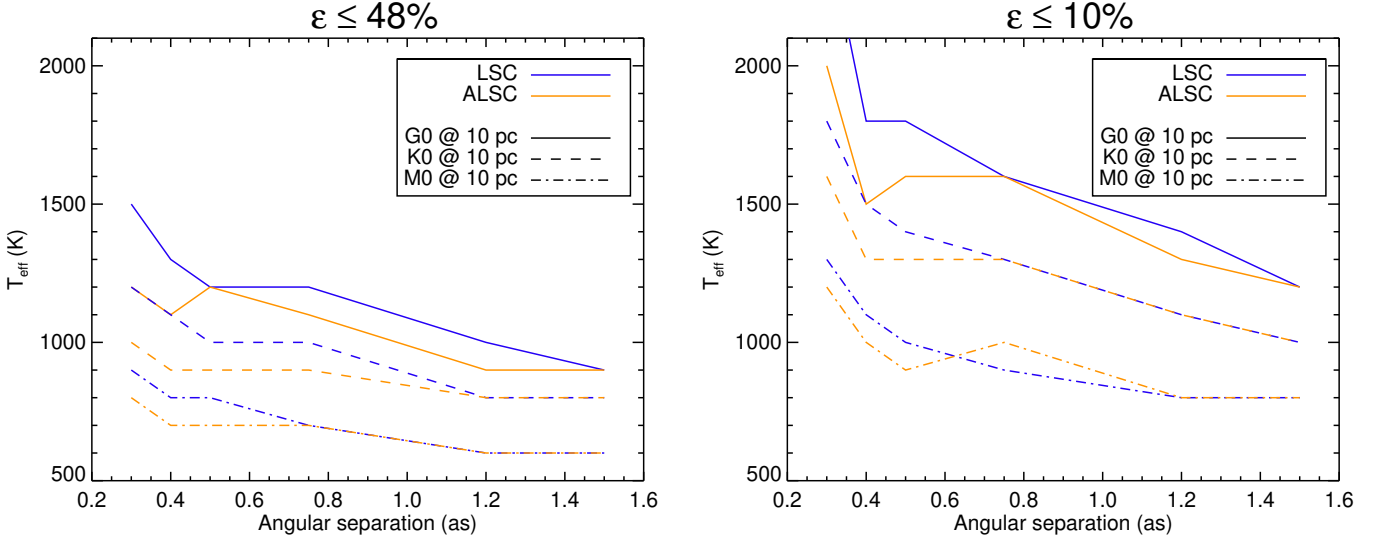 ε ≤ 48%
2000
1500
1000
500
T_eff (K)
LSC
ALSC
G0 @ 10 pc
K0 @ 10 pc
M0 @ 10 pc
0.2 0.4 0.6 0.8 1.0 1.2 1.4 1.6
Angular separation (as)
ε ≤ 10%
2000
1500
1000
500
T_eff (K)
LSC
ALSC
G0 @ 10 pc
K0 @ 10 pc
M0 @ 10 pc
0.2 0.4 0.6 0.8 1.0 1.2 1.4 1.6
Angular separation (as)